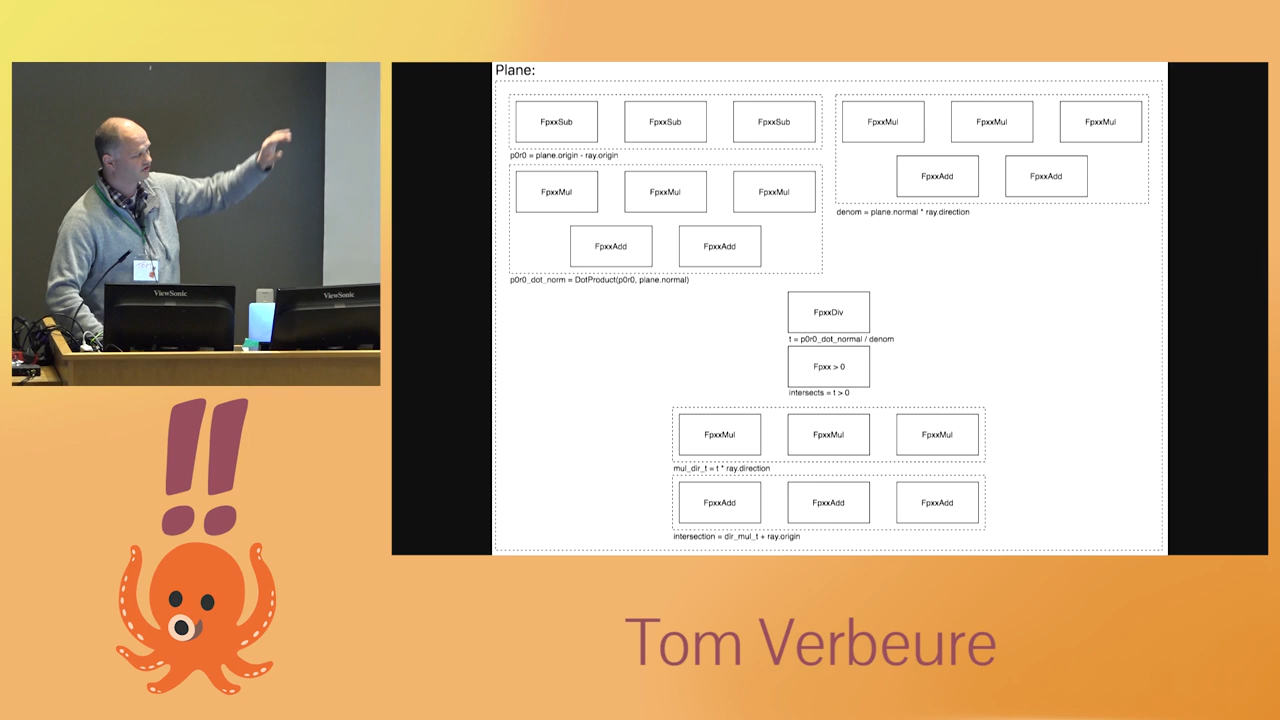 Plane:
FpxxSub FpxxSub FpxxSub
p0r0 = plane.origin - ray.origin
FpxxMul FpxxMul FpxxMul
FpxxAdd FpxxAdd
p0r0_dot_norm = DotProduct(p0r0, plane.normal)
FpxxMul FpxxMul FpxxMul
FpxxAdd FpxxAdd
denom = plane.normal * ray.direction
FpxxDiv
t = p0r0_dot_normal / denom
Fpxx > 0
intersects = t > 0
FpxxMul FpxxMul FpxxMul
mul_dir_t = t * ray.direction
FpxxAdd FpxxAdd FpxxAdd
intersection = dir_mul_t + ray.origin
ViewSonic
ViewSonic
!!
Tom Verbeure